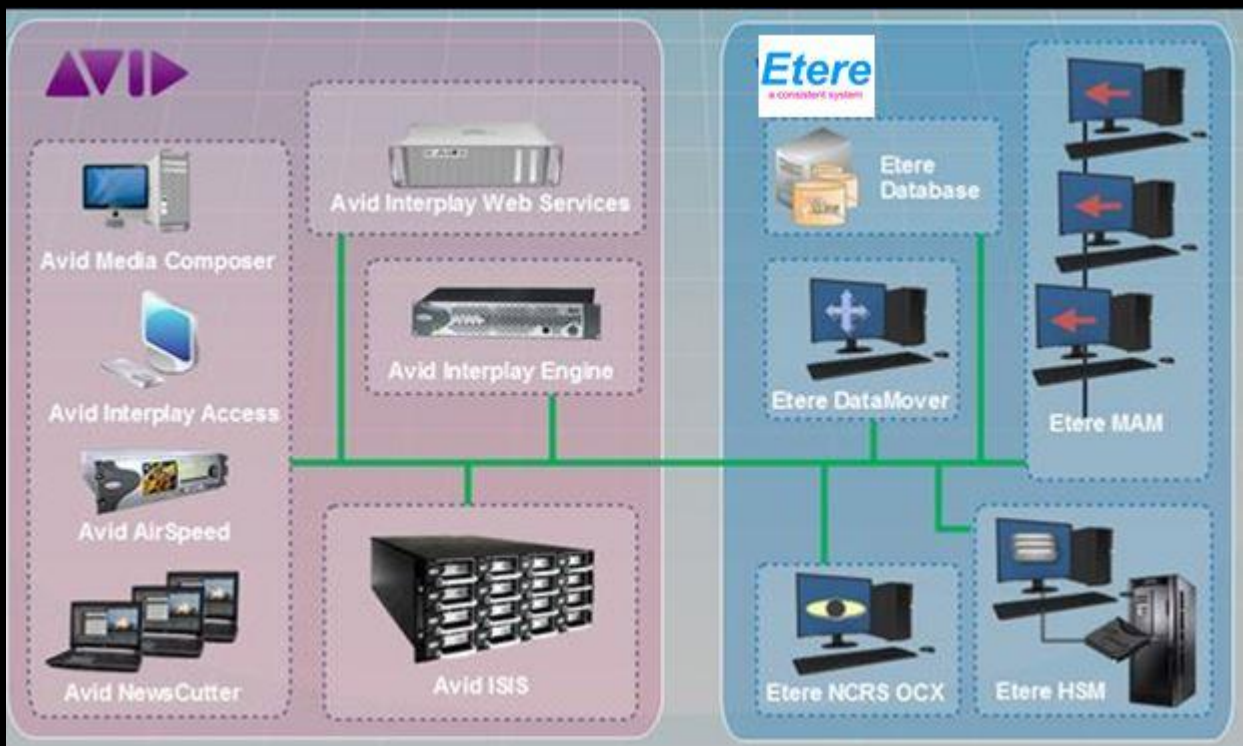 AVID
Avid Media Composer
Avid Interplay Access
Avid AirSpeed
Avid NewsCutter
Avid Interplay Web Services
Avid Interplay Engine
Avid ISIS
Etere
a consistent system
Etere
Database
Etere DataMover
Etere MAM
Etere NCRS OCX
Etere HSM